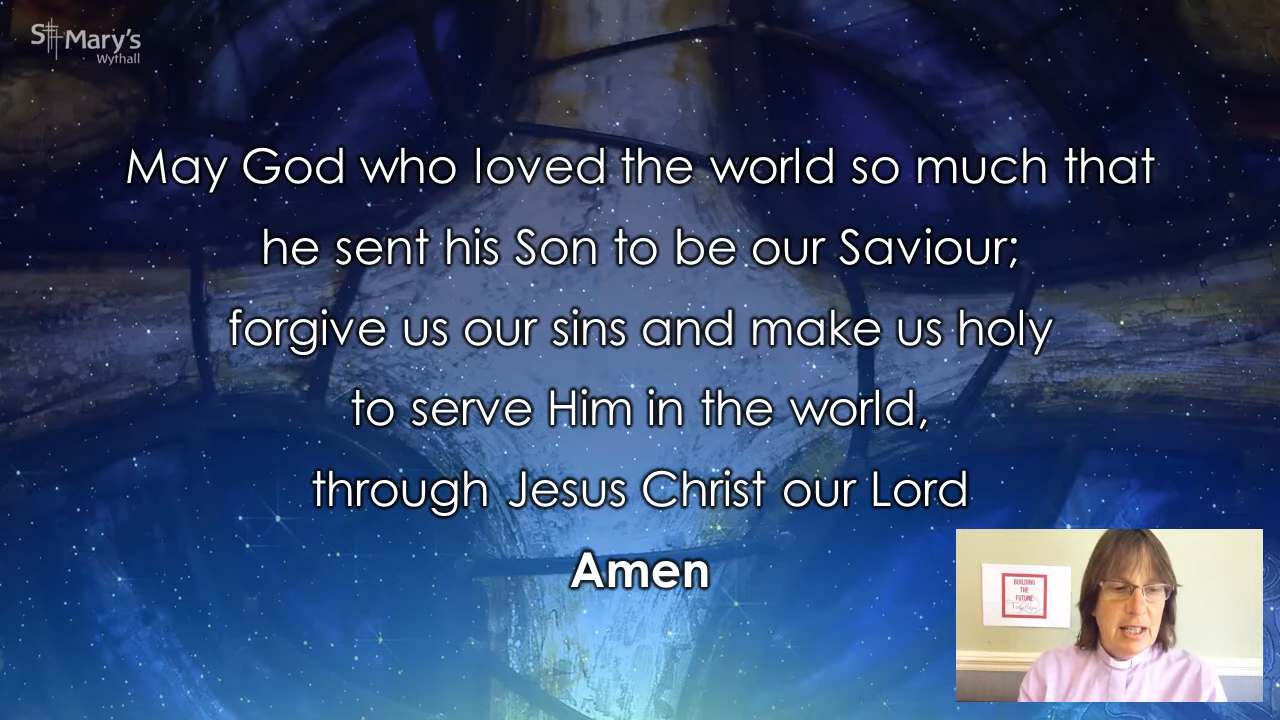 St Mary's
Wythall
May God who loved the world so much that
he sent his Son to be our Saviour;
forgive us our sins and make us holy
to serve Him in the world,
through Jesus Christ our Lord
Amen
BUILDING
THE
FUTURE